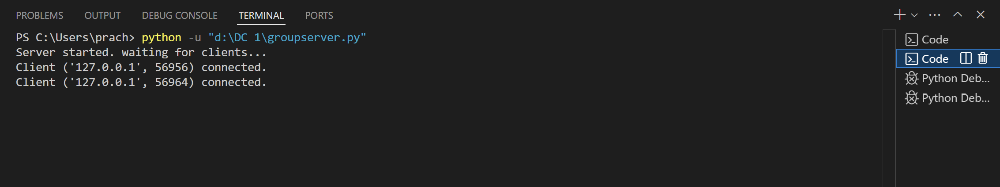 PROBLEMS OUTPUT DEBUG CONSOLE TERMINAL PORTS
PS C:\Users\prach> python -u "d:\DC 1\groupserver.py"
Server started. waiting for clients...
Client ('127.0.0.1', 56956) connected.
Client ('127.0.0.1', 56964) connected.
Code
Code
Python Deb...
Python Deb...